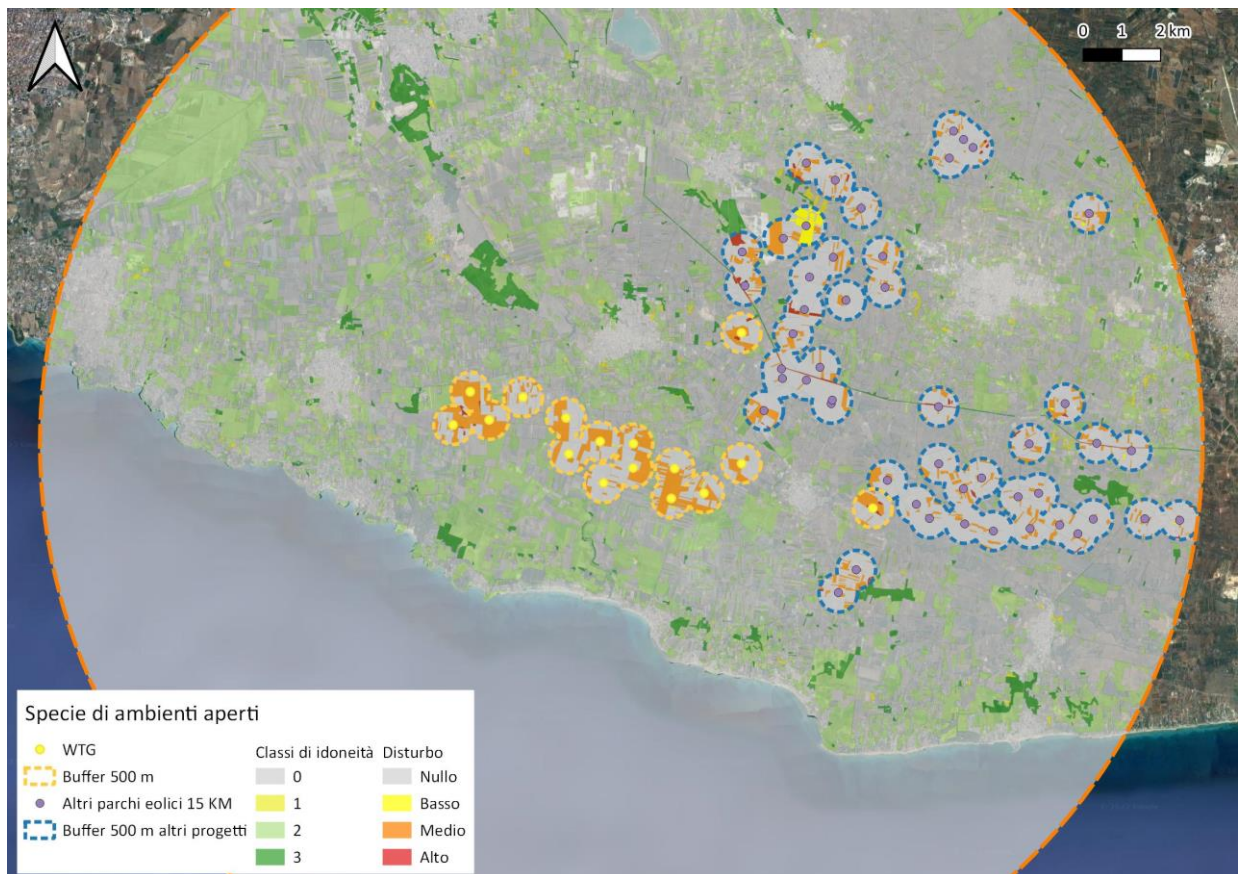 0 1 2 km
Specie di ambienti aperti
WTG
Buffer 500 m
Altri parchi eolici 15 KM
Buffer 500 m altri progetti
Classi di idoneità
0
1
2
3
Disturbo
Nullo
Basso
Medio
Alto